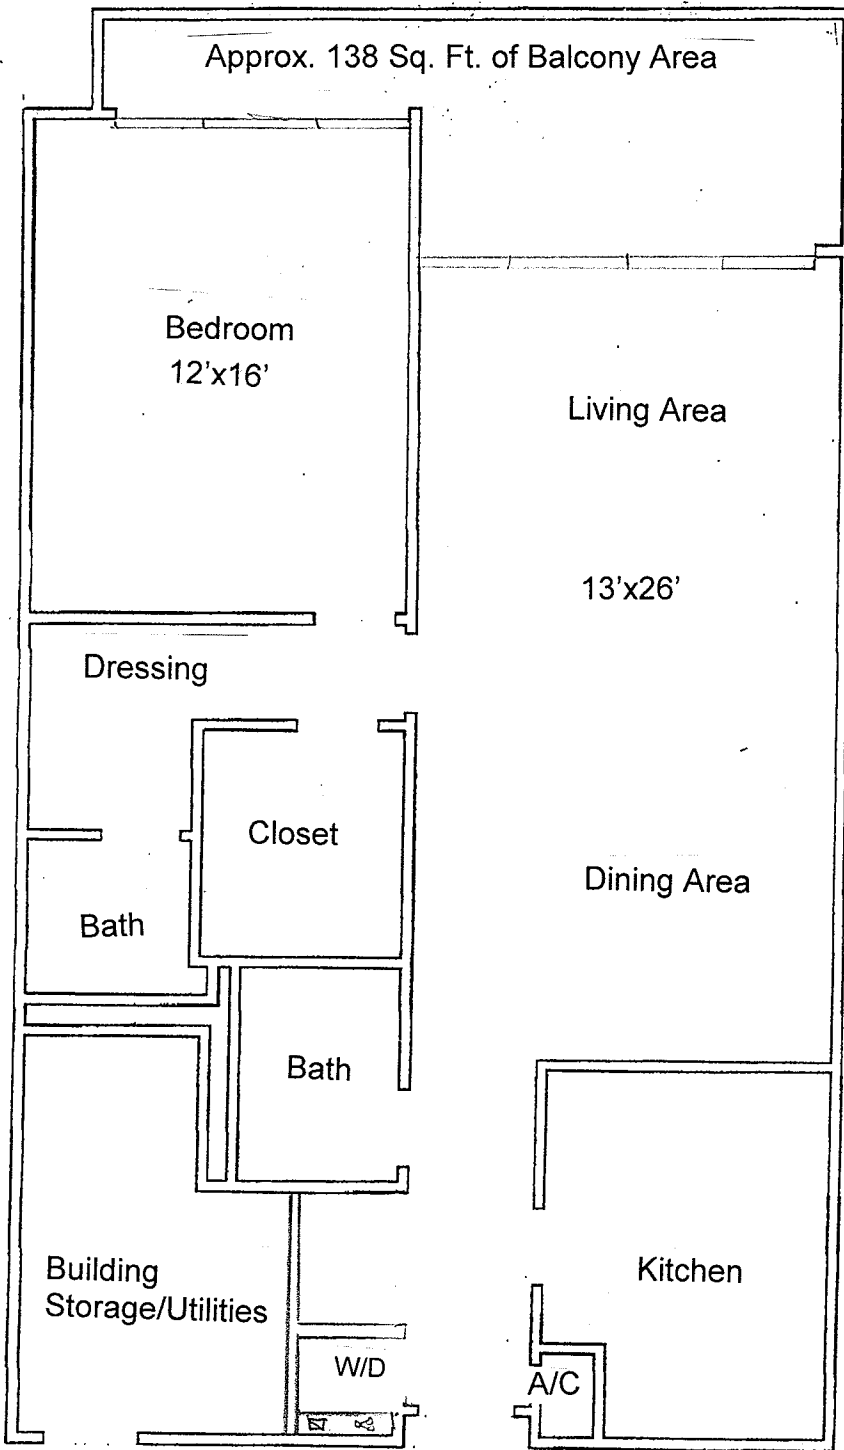 Approx. 138 Sq. Ft. of Balcony Area
Bedroom
12’x16’
Living Area
13’x26’
Dressing
Closet
Dining Area
Bath
Bath
Building
Storage/Utilities
Kitchen
W/D
A/C